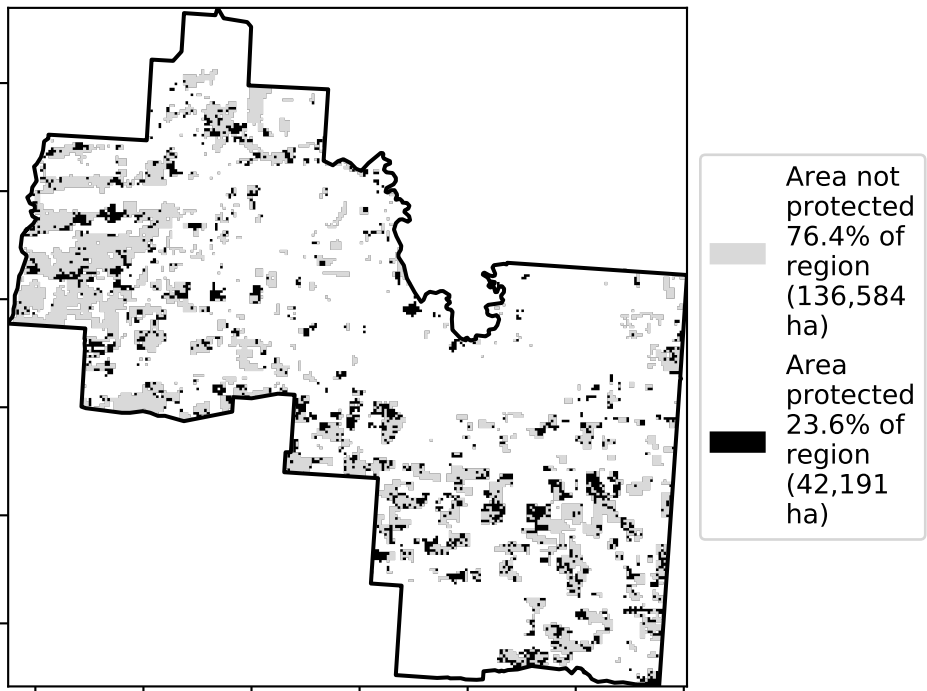 Area not
protected
76.4% of
region
(136,584
ha)
Area
protected
23.6% of
region
(42,191
ha)